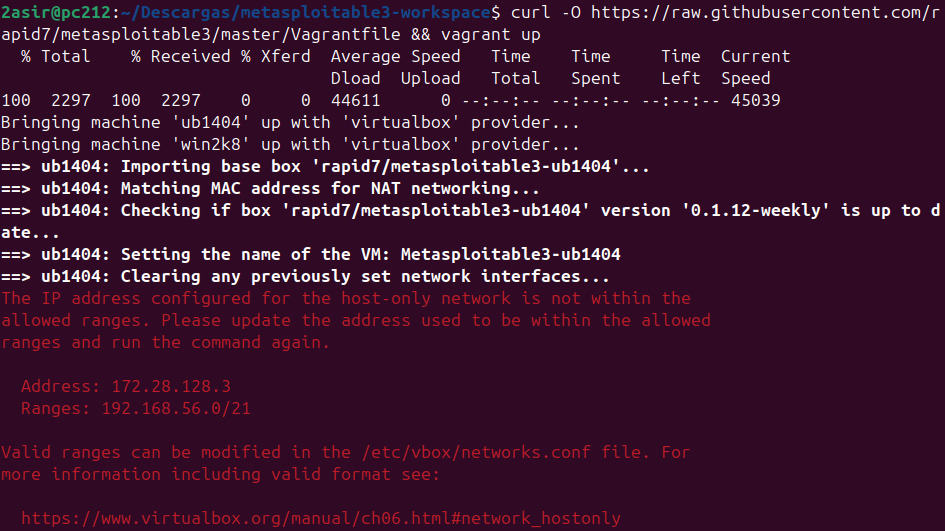 2asir@pc212:~/Descargas/metasploitable3-workspace$ curl -O https://raw.githubusercontent.com/r
apid7/metasploitable3/master/Vagrantfile && vagrant up
  % Total    % Received % Xferd  Average Speed   Time    Time     Time  Current
                                 Dload  Upload   Total   Spent    Left  Speed
100  2297  100  2297    0     0  44611      0 --:--:-- --:--:-- --:--:-- 45039
Bringing machine 'ub1404' up with 'virtualbox' provider...
Bringing machine 'win2k8' up with 'virtualbox' provider...
==> ub1404: Importing base box 'rapid7/metasploitable3-ub1404'...
==> ub1404: Matching MAC address for NAT networking...
==> ub1404: Checking if box 'rapid7/metasploitable3-ub1404' version '0.1.12-weekly' is up to d
ate...
==> ub1404: Setting the name of the VM: Metasploitable3-ub1404
==> ub1404: Clearing any previously set network interfaces...
The IP address configured for the host-only network is not within the
allowed ranges. Please update the address used to be within the allowed
ranges and run the command again.

  Address: 172.28.128.3
  Ranges: 192.168.56.0/21

Valid ranges can be modified in the /etc/vbox/networks.conf file. For
more information including valid format see:

  https://www.virtualbox.org/manual/ch06.html#network_hostonly